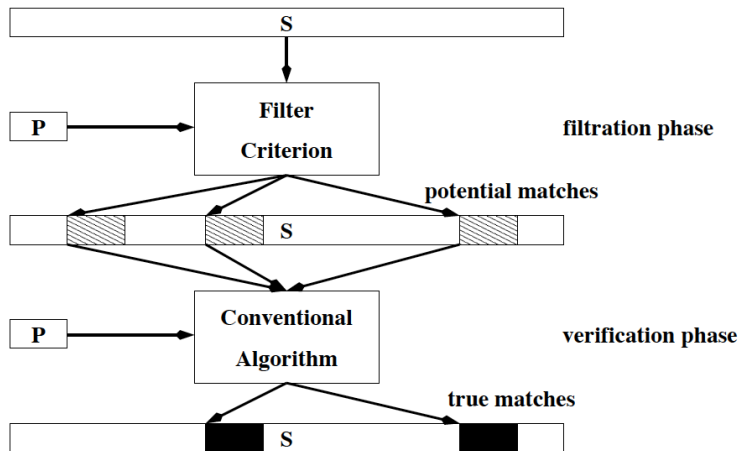 S
Filter
P
Criterion
filtration phase
potential matches
S
Conventional
P
Algorithm
verification phase
true matches
S